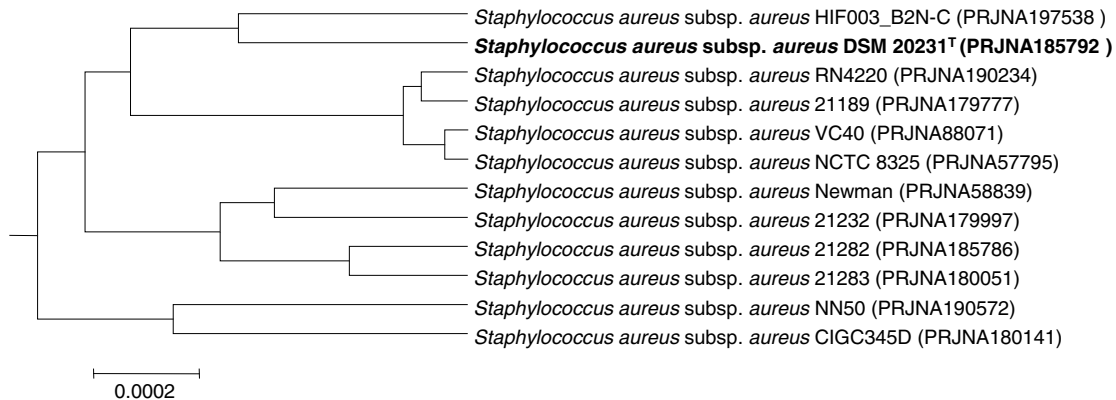 Staphylococcus aureus subsp. aureus HIF003_B2N-C (PRJNA197538 )
Staphylococcus aureus subsp. aureus DSM 20231ᵀ (PRJNA185792 )
Staphylococcus aureus subsp. aureus RN4220 (PRJNA190234)
Staphylococcus aureus subsp. aureus 21189 (PRJNA179777)
Staphylococcus aureus subsp. aureus VC40 (PRJNA88071)
Staphylococcus aureus subsp. aureus NCTC 8325 (PRJNA57795)
Staphylococcus aureus subsp. aureus Newman (PRJNA58839)
Staphylococcus aureus subsp. aureus 21232 (PRJNA179997)
Staphylococcus aureus subsp. aureus 21282 (PRJNA185786)
Staphylococcus aureus subsp. aureus 21283 (PRJNA180051)
Staphylococcus aureus subsp. aureus NN50 (PRJNA190572)
Staphylococcus aureus subsp. aureus CIGC345D (PRJNA180141)
0.0002